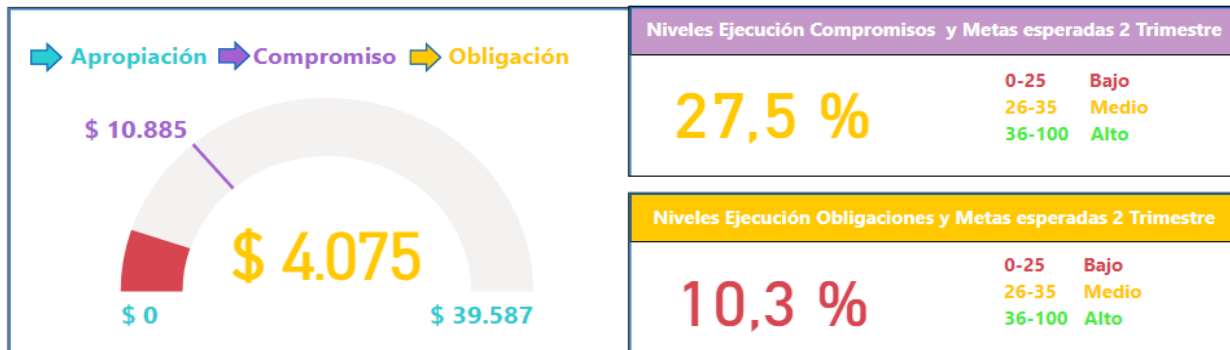 Apropiación Compromiso Obligación
$ 10.885
$ 4.075
$ 0
$ 39.587
Niveles Ejecución Compromisos y Metas esperadas 2 Trimestre
27,5 %
0-25 Bajo
26-35 Medio
36-100 Alto
Niveles Ejecución Obligaciones y Metas esperadas 2 Trimestre
10,3 %
0-25 Bajo
26-35 Medio
36-100 Alto